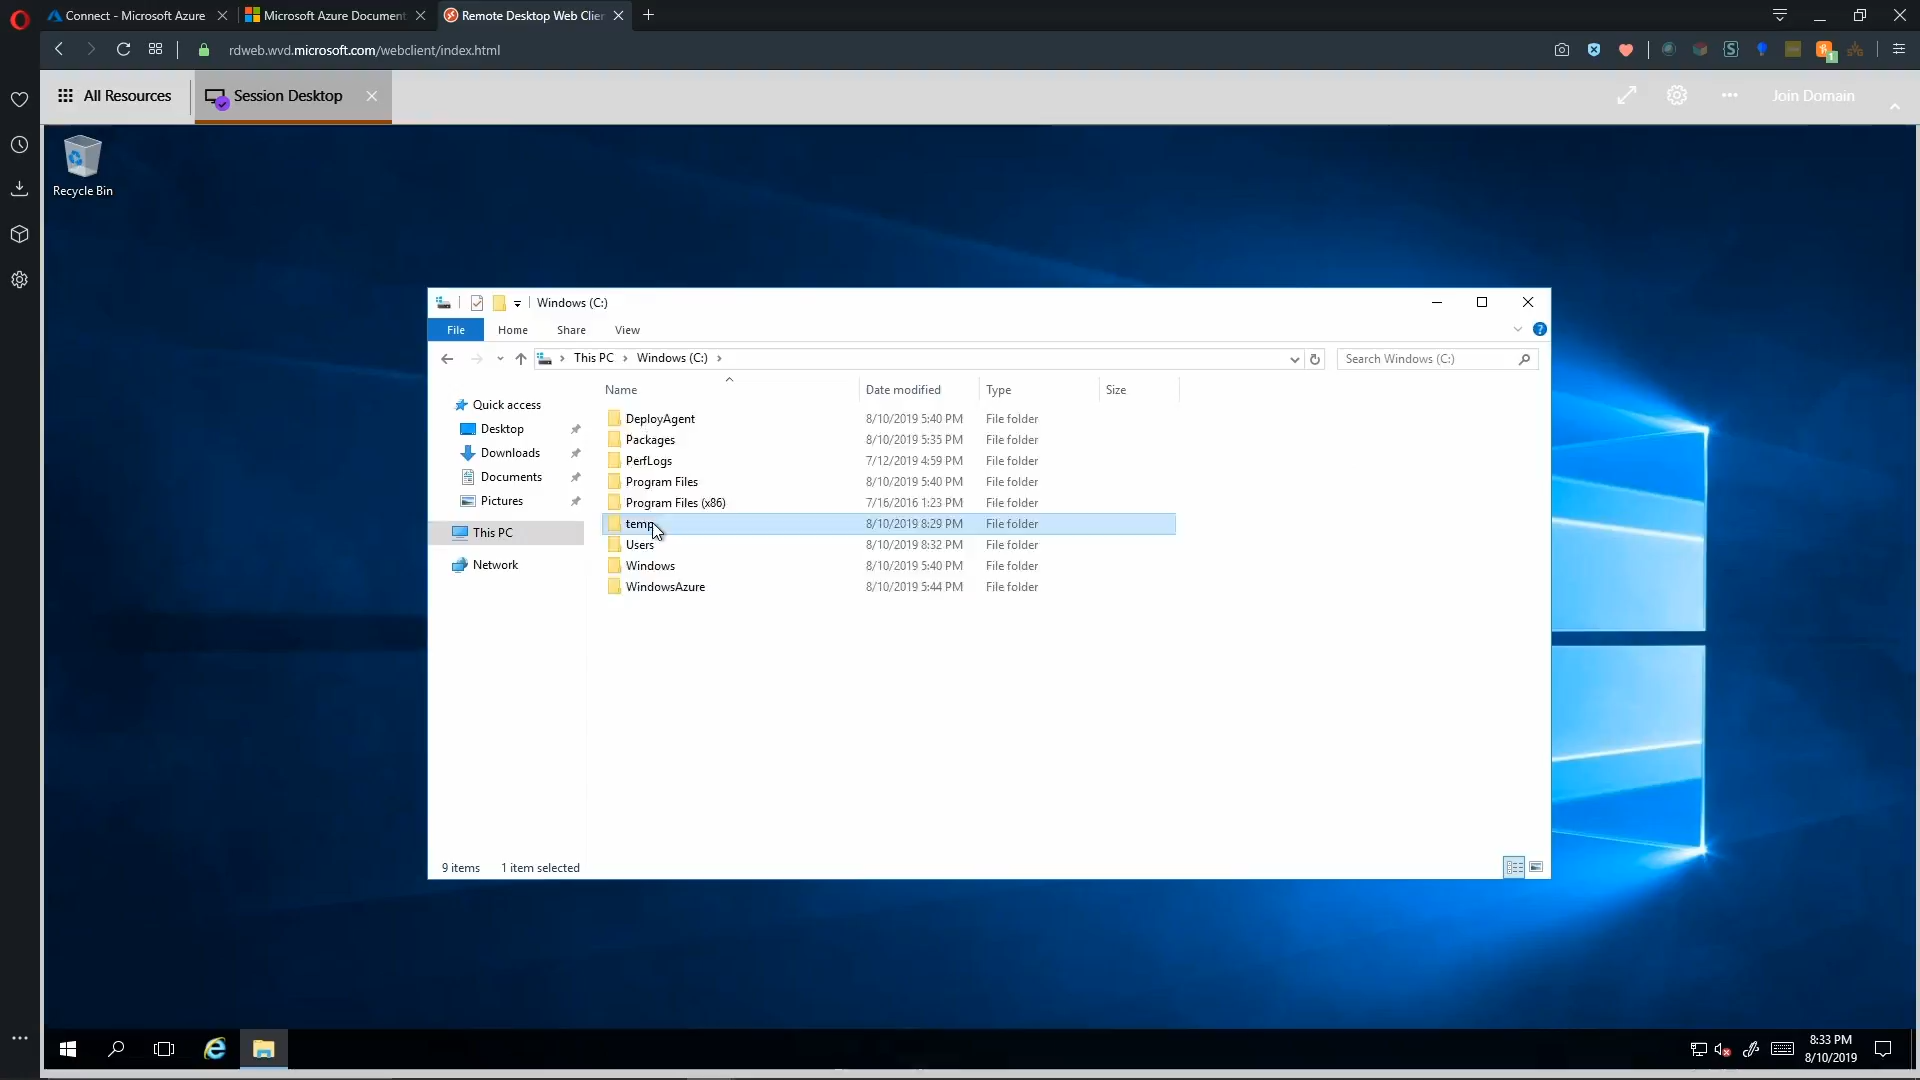 Connect - Microsoft Azure
Microsoft Azure Document
Remote Desktop Web Clie
rdweb.wvd.microsoft.com/webclient/index.html
1
All Resources
Session Desktop
Join Domain
Recycle Bin
Windows (C:)
File Home Share View
This PC Windows (C:)
Search Windows (C:)
Name Date modified Type Size
Quick access
Desktop
Downloads
Documents
Pictures
This PC
Network
DeployAgent 8/10/2019 5:40 PM File folder
Packages 8/10/2019 5:35 PM File folder
PerfLogs 7/12/2019 4:59 PM File folder
Program Files 8/10/2019 5:40 PM File folder
Program Files (x86) 7/16/2016 1:23 PM File folder
temp 8/10/2019 8:29 PM File folder
Users 8/10/2019 8:32 PM File folder
Windows 8/10/2019 5:40 PM File folder
WindowsAzure 8/10/2019 5:44 PM File folder
9 items 1 item selected
8:33 PM
8/10/2019